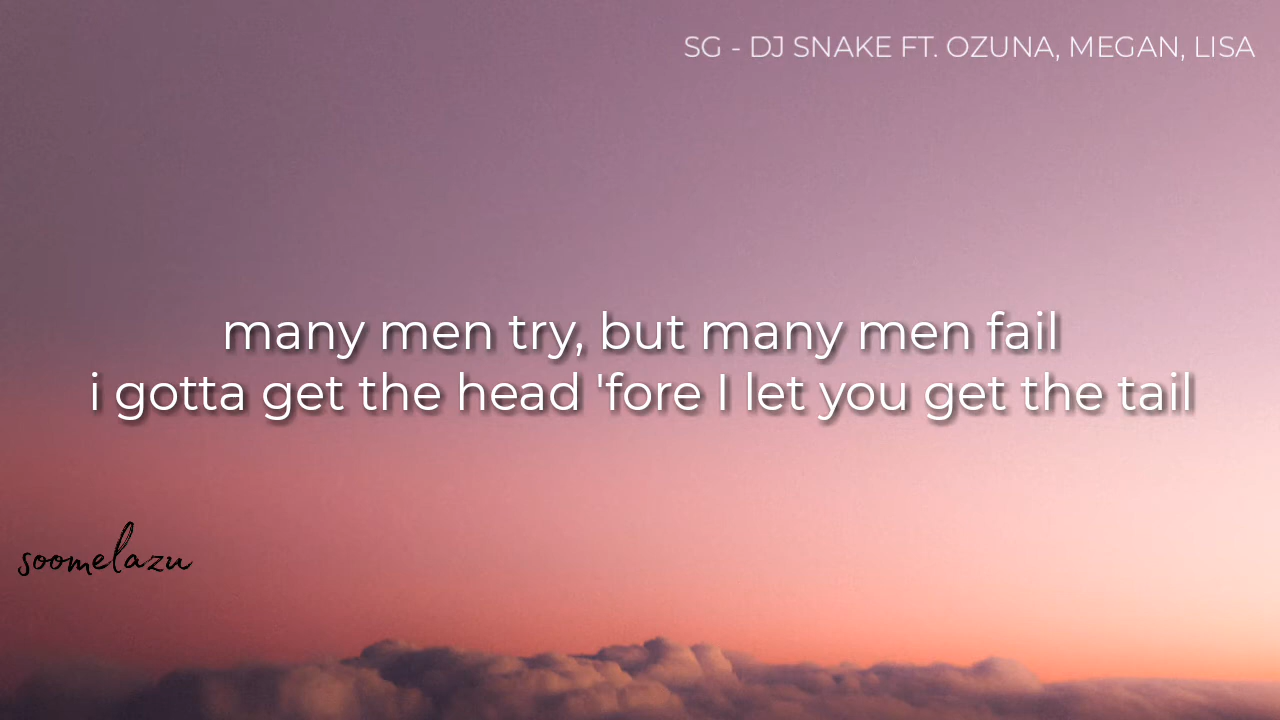 SG - DJ SNAKE FT. OZUNA, MEGAN, LISA
many men try, but many men fail
i gotta get the head 'fore I let you get the tail
soomelazu